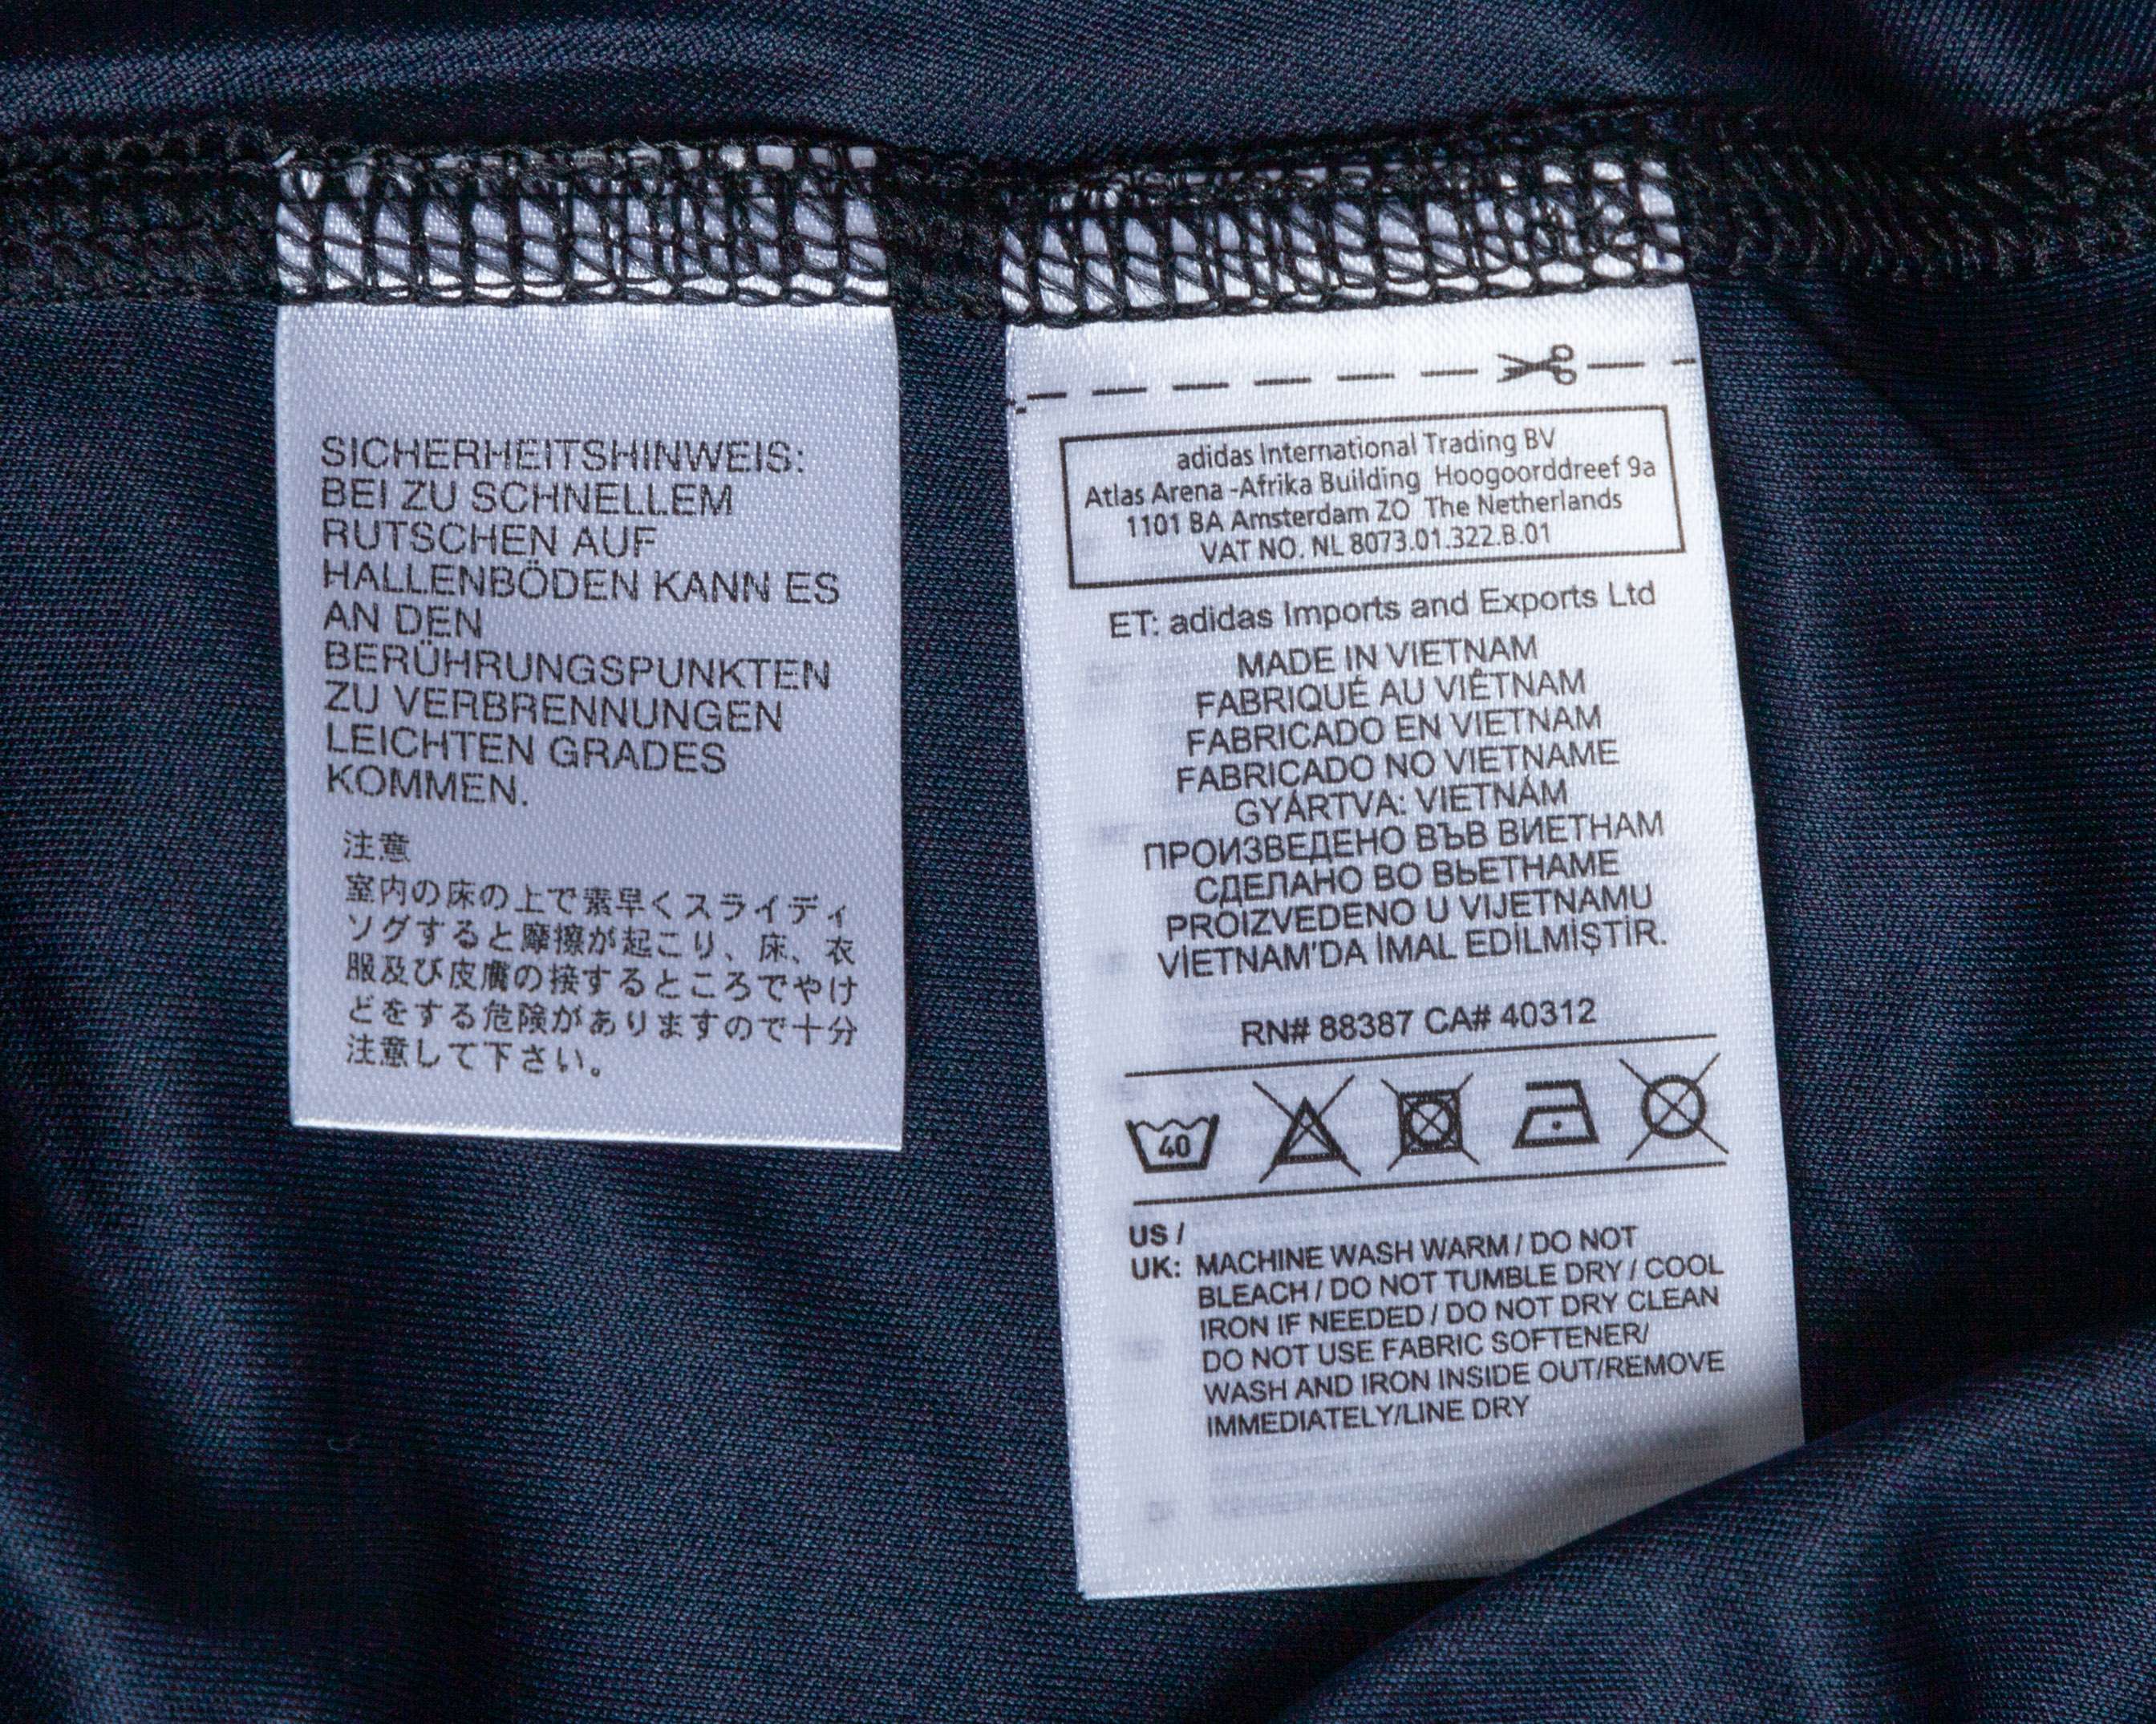 SICHERHEITSHINWEIS:
BEI ZU SCHNELLEM
RUTSCHEN AUF
HALLENBÖDEN KANN ES
AN DEN
BERÜHRUNGSPUNKTEN
ZU VERBRENNUNGEN
LEICHTEN GRADES
KOMMEN.
注意
室内の床の上で素早くスライディ
ソグすると摩擦が起こり、床、衣
服及び皮膚の接するところでやけ
どをする危険がありますので十分
注意して下さい。
adidas International Trading BV
Atlas Arena -Afrika Building Hoogoorddreef 9a
1101 BA Amsterdam ZO The Netherlands
VAT NO. NL 8073.01.322.B.01
ET: adidas Imports and Exports Ltd
MADE IN VIETNAM
FABRIQUÉ AU VIÊTNAM
FABRICADO EN VIETNAM
FABRICADO NO VIETNAME
GYÁRTVA: VIETNÁM
ПРОИЗВЕДЕНО ВЪВ ВИЕТНАМ
СДЕЛАНО ВО ВЬЕТНАМЕ
PROIZVEDENO U VIJETNAMU
VİETNAM'DA İMAL EDİLMİŞTİR.
RN# 88387 CA# 40312
40
US /
UK: MACHINE WASH WARM / DO NOT
BLEACH / DO NOT TUMBLE DRY / COOL
IRON IF NEEDED / DO NOT DRY CLEAN
DO NOT USE FABRIC SOFTENER/
WASH AND IRON INSIDE OUT/REMOVE
IMMEDIATELY/LINE DRY